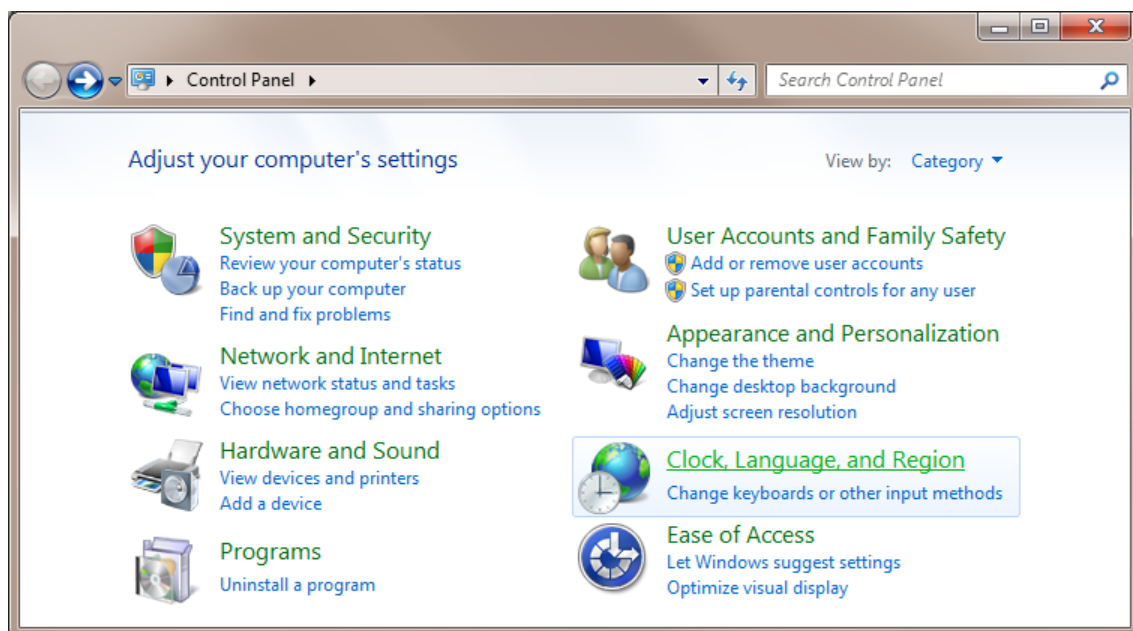 Control Panel
Search Control Panel
Adjust your computer's settings
View by: Category
System and Security
Review your computer's status
Back up your computer
Find and fix problems
Network and Internet
View network status and tasks
Choose homegroup and sharing options
Hardware and Sound
View devices and printers
Add a device
Programs
Uninstall a program
User Accounts and Family Safety
Add or remove user accounts
Set up parental controls for any user
Appearance and Personalization
Change the theme
Change desktop background
Adjust screen resolution
Clock, Language, and Region
Change keyboards or other input methods
Ease of Access
Let Windows suggest settings
Optimize visual display